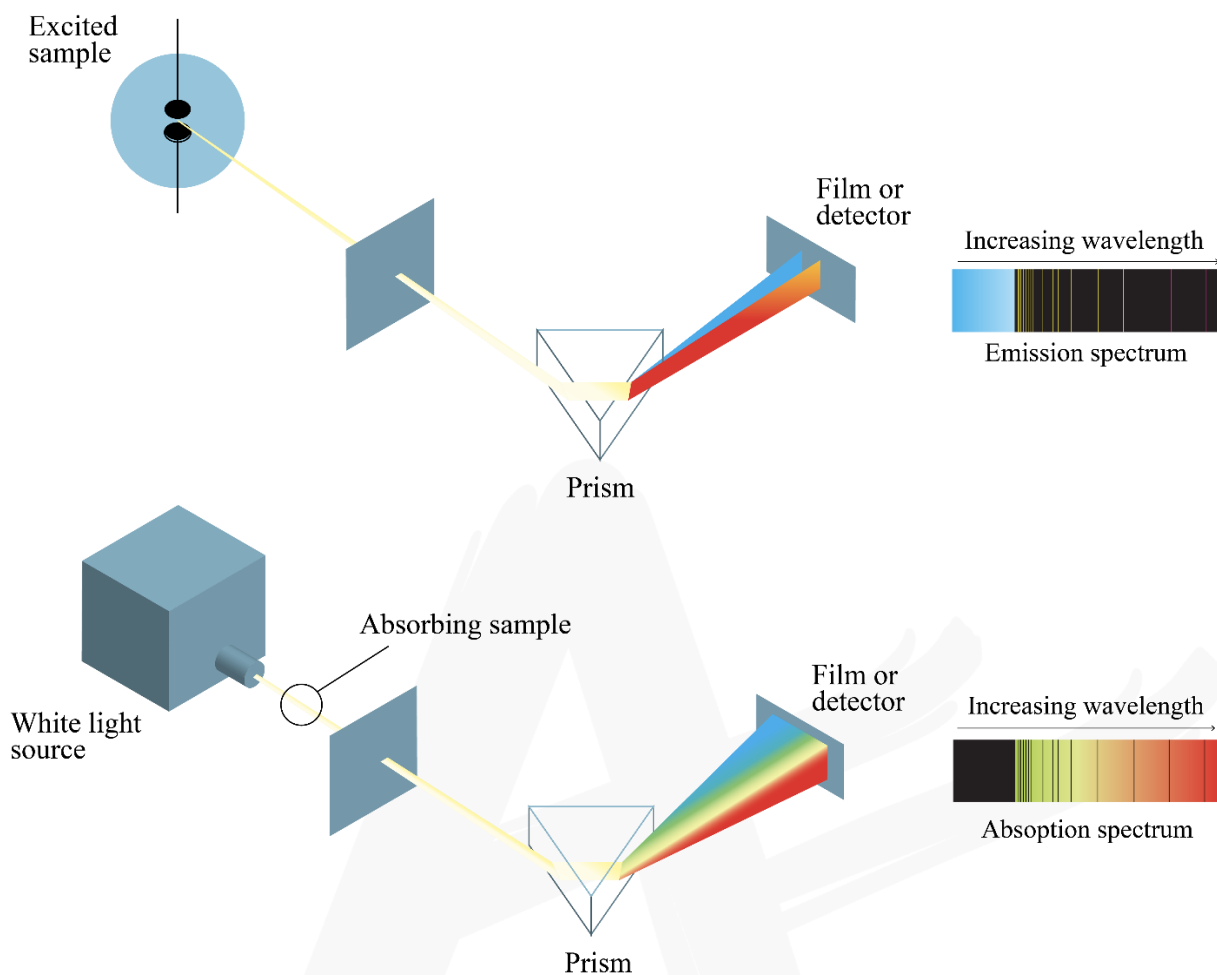 Excited
sample
Film or
detector
Increasing wavelength
Emission spectrum
Prism
Absorbing sample
White light
source
Film or
detector
Increasing wavelength
Absoption spectrum
Prism